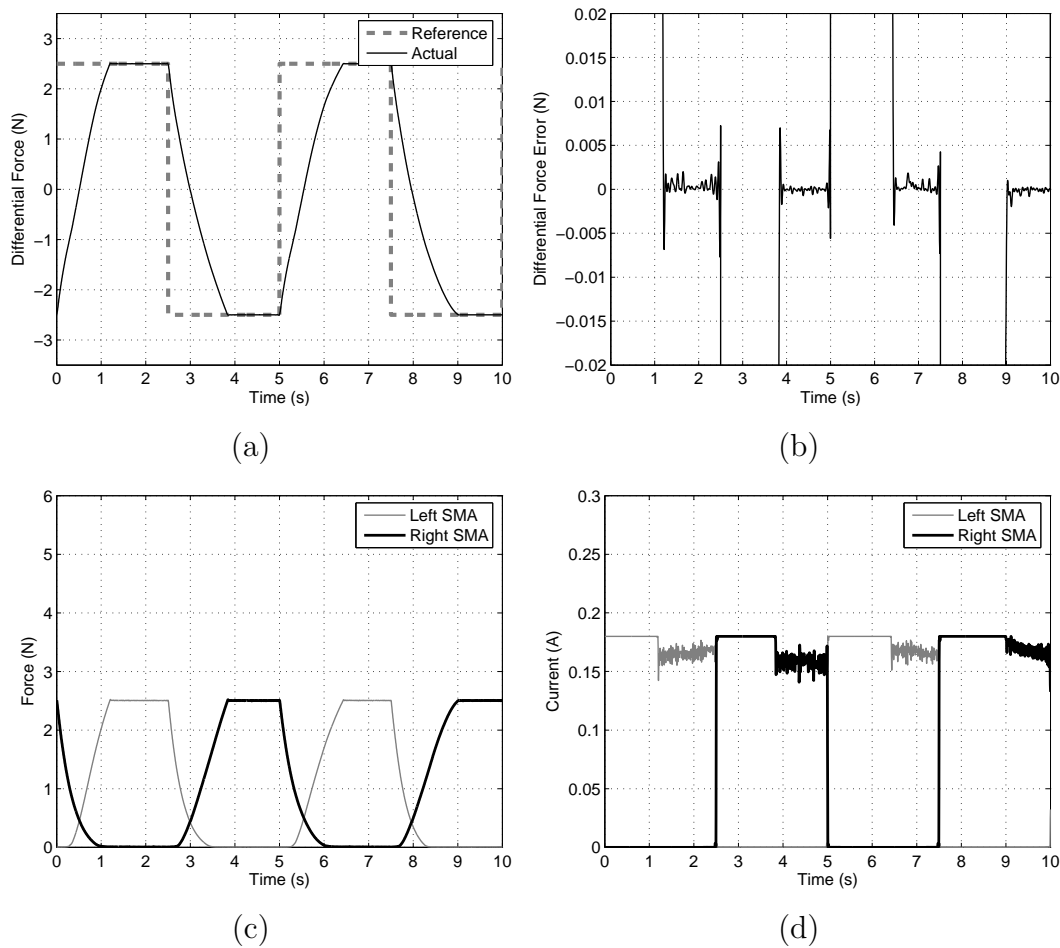 3
2
1
0
−1
−2
−3
0 1 2 3 4 5 6 7 8 9 10
Time (s)
Differential Force (N)
Reference
Actual
(a)
0.02
0.015
0.01
0.005
0
−0.005
−0.01
−0.015
−0.02
0 1 2 3 4 5 6 7 8 9 10
Time (s)
Differential Force Error (N)
(b)
6
5
4
3
2
1
0
0 1 2 3 4 5 6 7 8 9 10
Time (s)
Force (N)
Left SMA
Right SMA
(c)
0.3
0.25
0.2
0.15
0.1
0.05
0
0 1 2 3 4 5 6 7 8 9 10
Time (s)
Current (A)
Left SMA
Right SMA
(d)